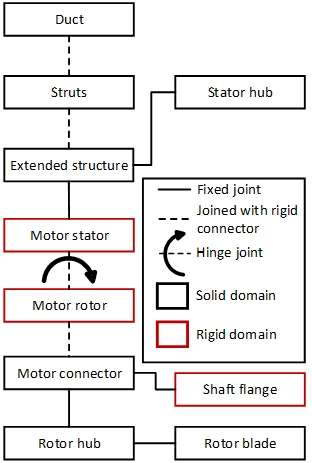 Duct
Struts
Stator hub
Extended structure
Fixed joint
Joined with rigid
connector
Motor stator
Hinge joint
Solid domain
Motor rotor
Rigid domain
Motor connector
Shaft flange
Rotor hub
Rotor blade